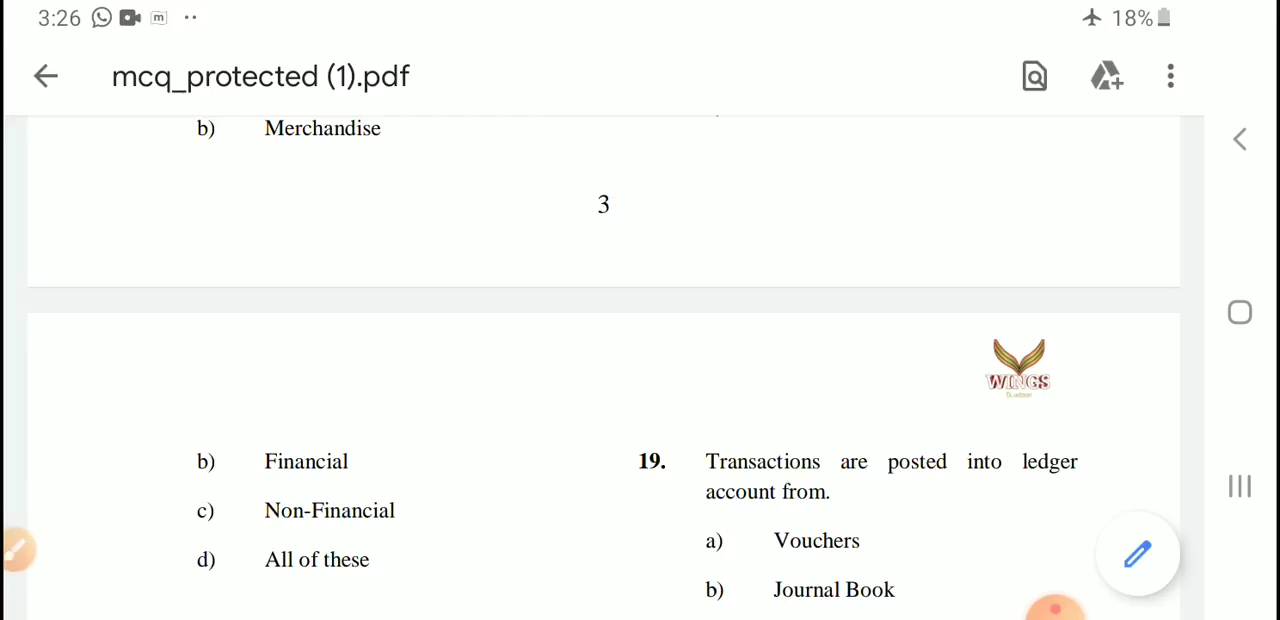 3:26
18%
mcq_protected (1).pdf
b) Merchandise
3
WINGS
b) Financial
c) Non-Financial
d) All of these
19. Transactions are posted into ledger
account from.
a) Vouchers
b) Journal Book